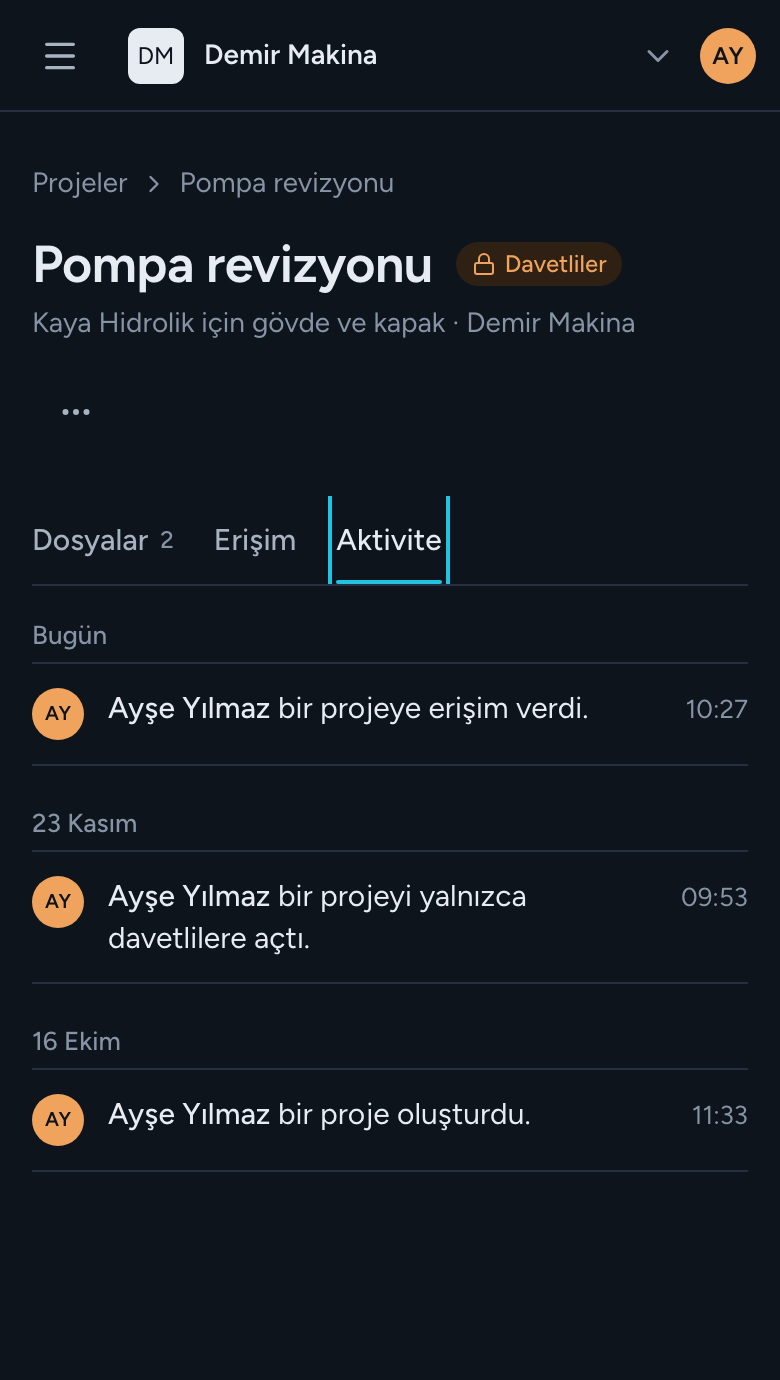 DM Demir Makina AY
Projeler > Pompa revizyonu
Pompa revizyonu Davetliler
Kaya Hidrolik için gövde ve kapak · Demir Makina
...
Dosyalar 2 Erişim Aktivite
Bugün
AY Ayşe Yılmaz bir projeye erişim verdi. 10:27
23 Kasım
AY Ayşe Yılmaz bir projeyi yalnızca 09:53
davetlilere açtı.
16 Ekim
AY Ayşe Yılmaz bir proje oluşturdu. 11:33